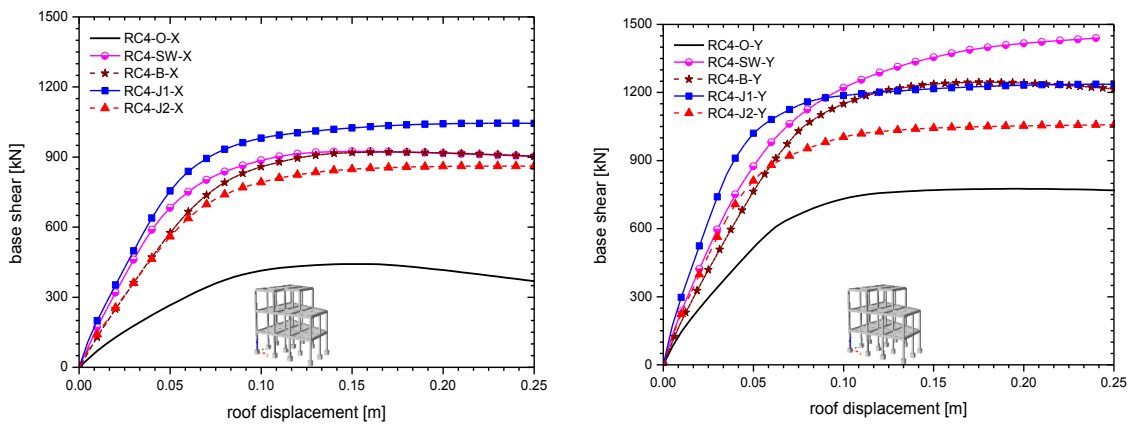 1500
1200
900
600
300
0
base shear [kN]
RC4-O-X
RC4-SW-X
RC4-B-X
RC4-J1-X
RC4-J2-X
0.00 0.05 0.10 0.15 0.20 0.25
roof displacement [m]
1500
1200
900
600
300
0
base shear [kN]
RC4-O-Y
RC4-SW-Y
RC4-B-Y
RC4-J1-Y
RC4-J2-Y
0.00 0.05 0.10 0.15 0.20 0.25
roof displacement [m]